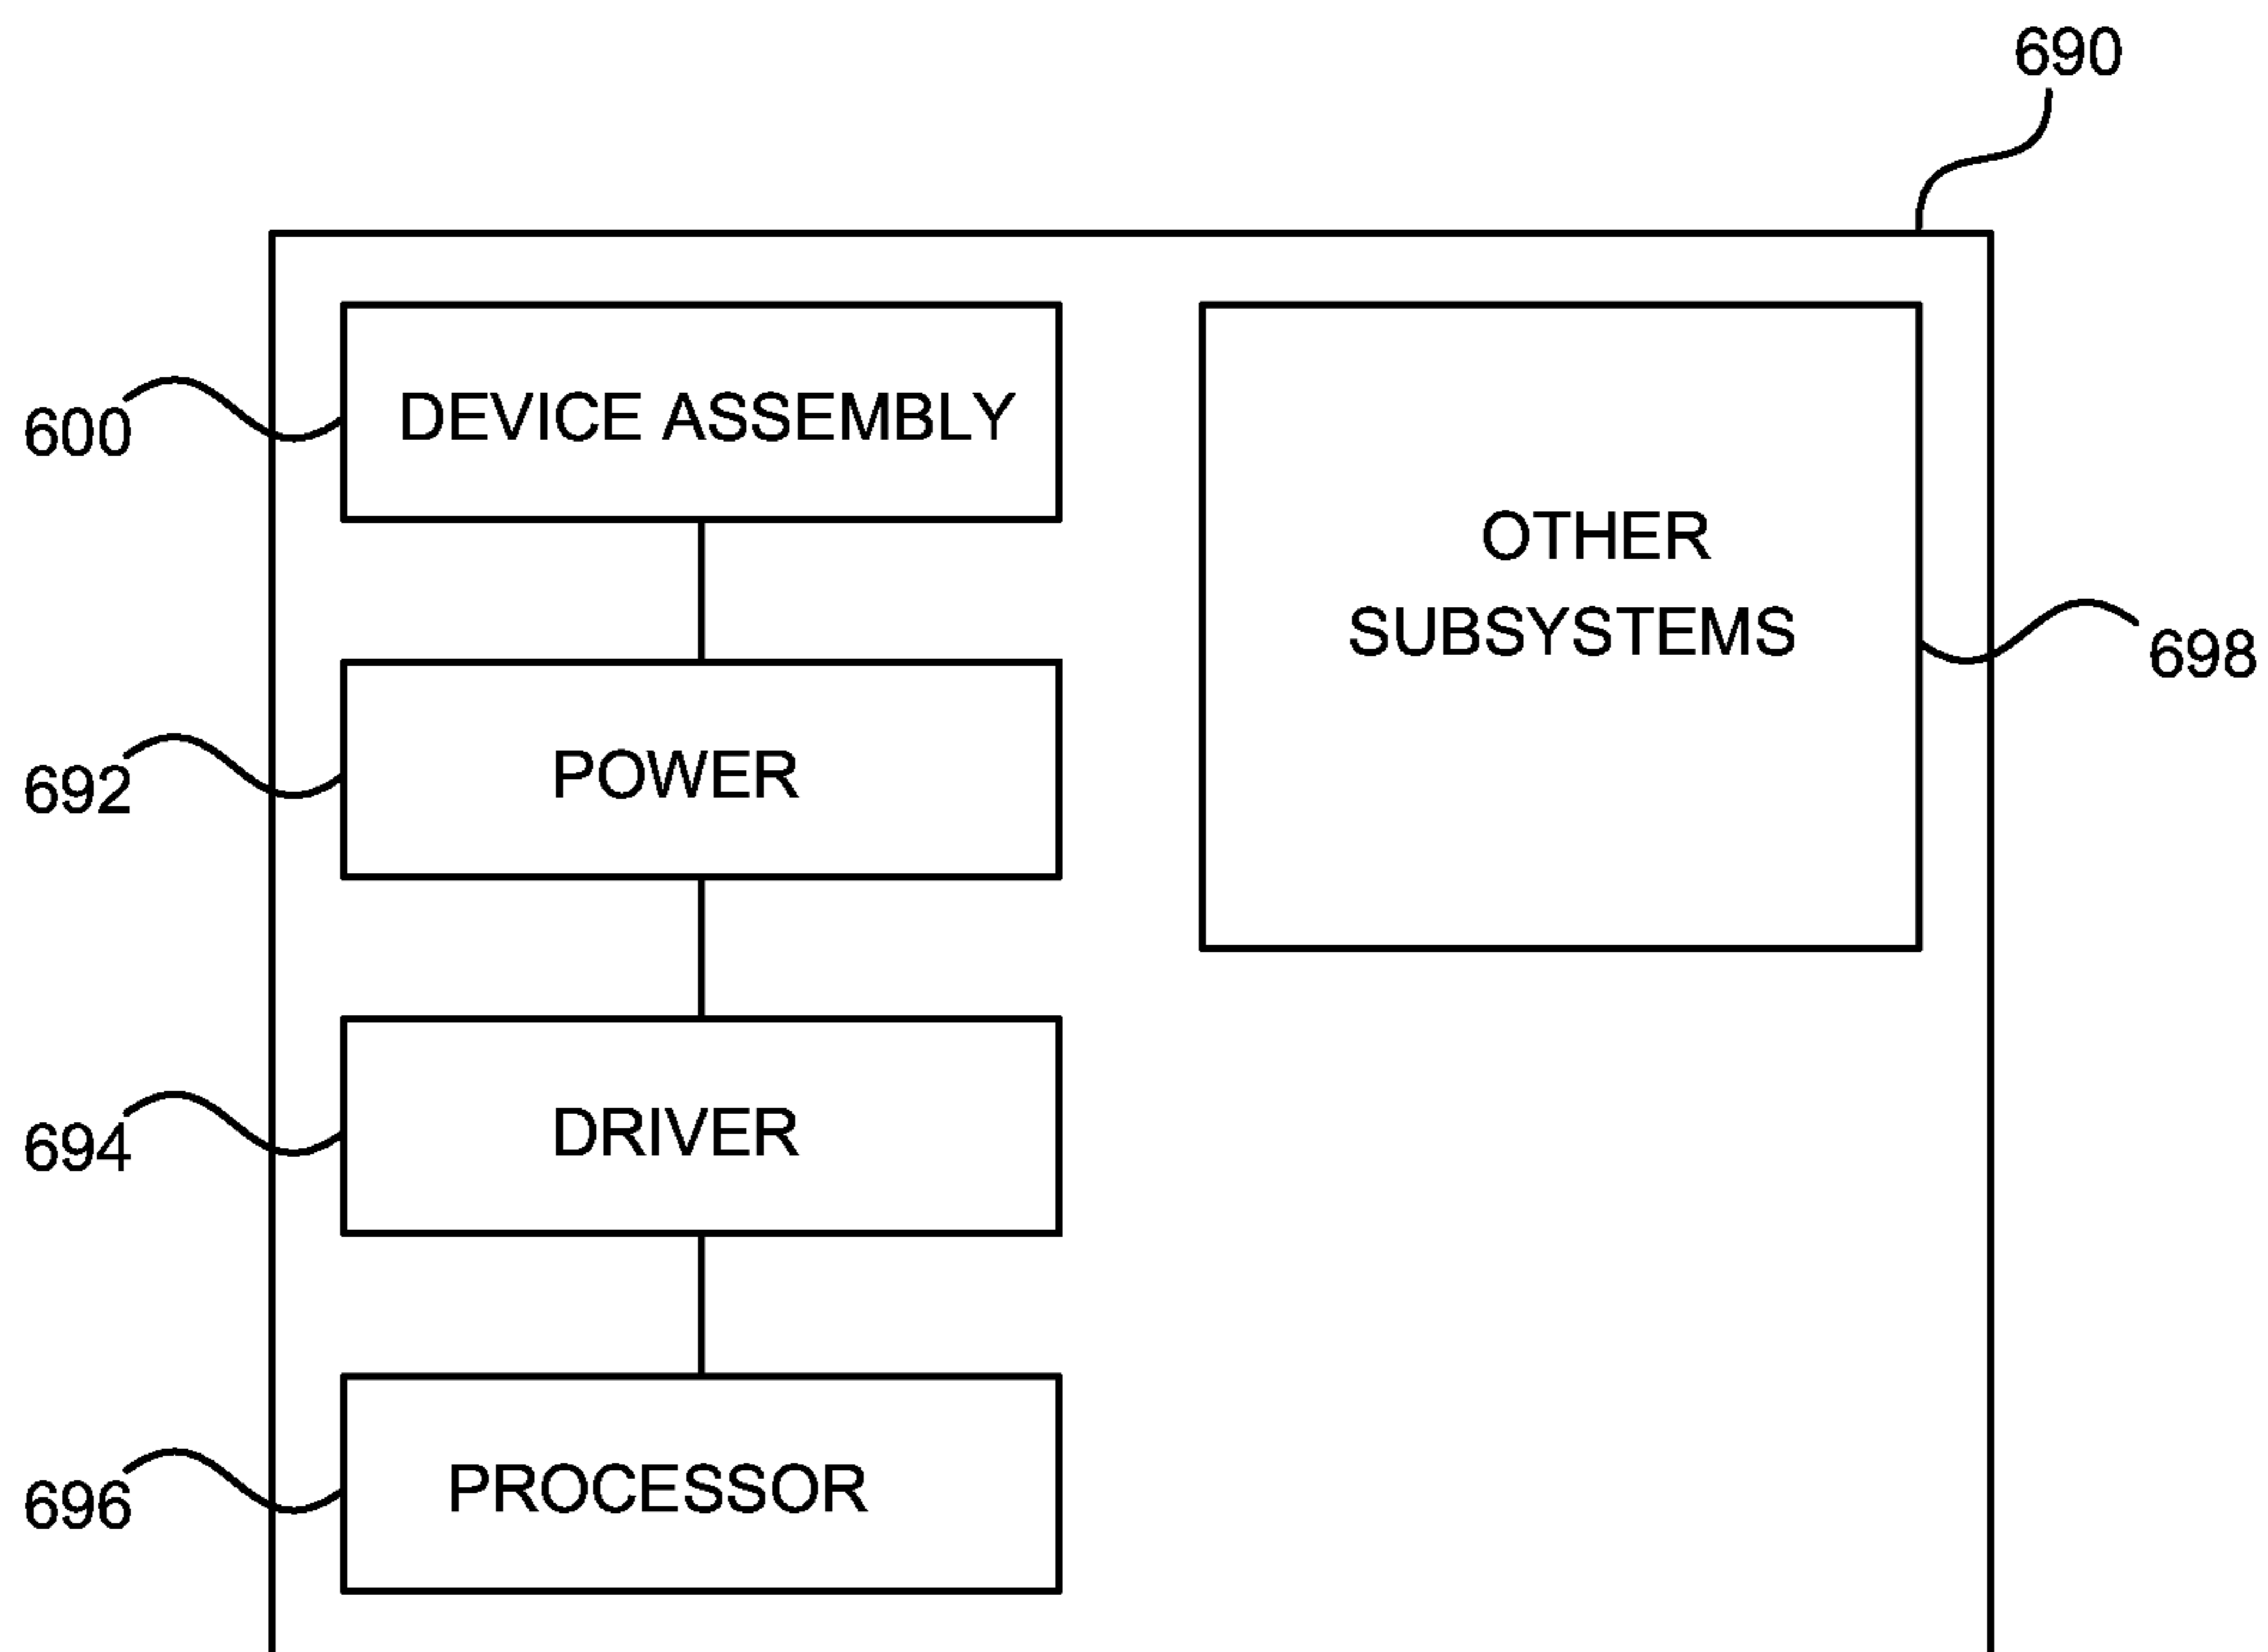 690
600
DEVICE ASSEMBLY
OTHER
SUBSYSTEMS
698
692
POWER
694
DRIVER
696
PROCESSOR